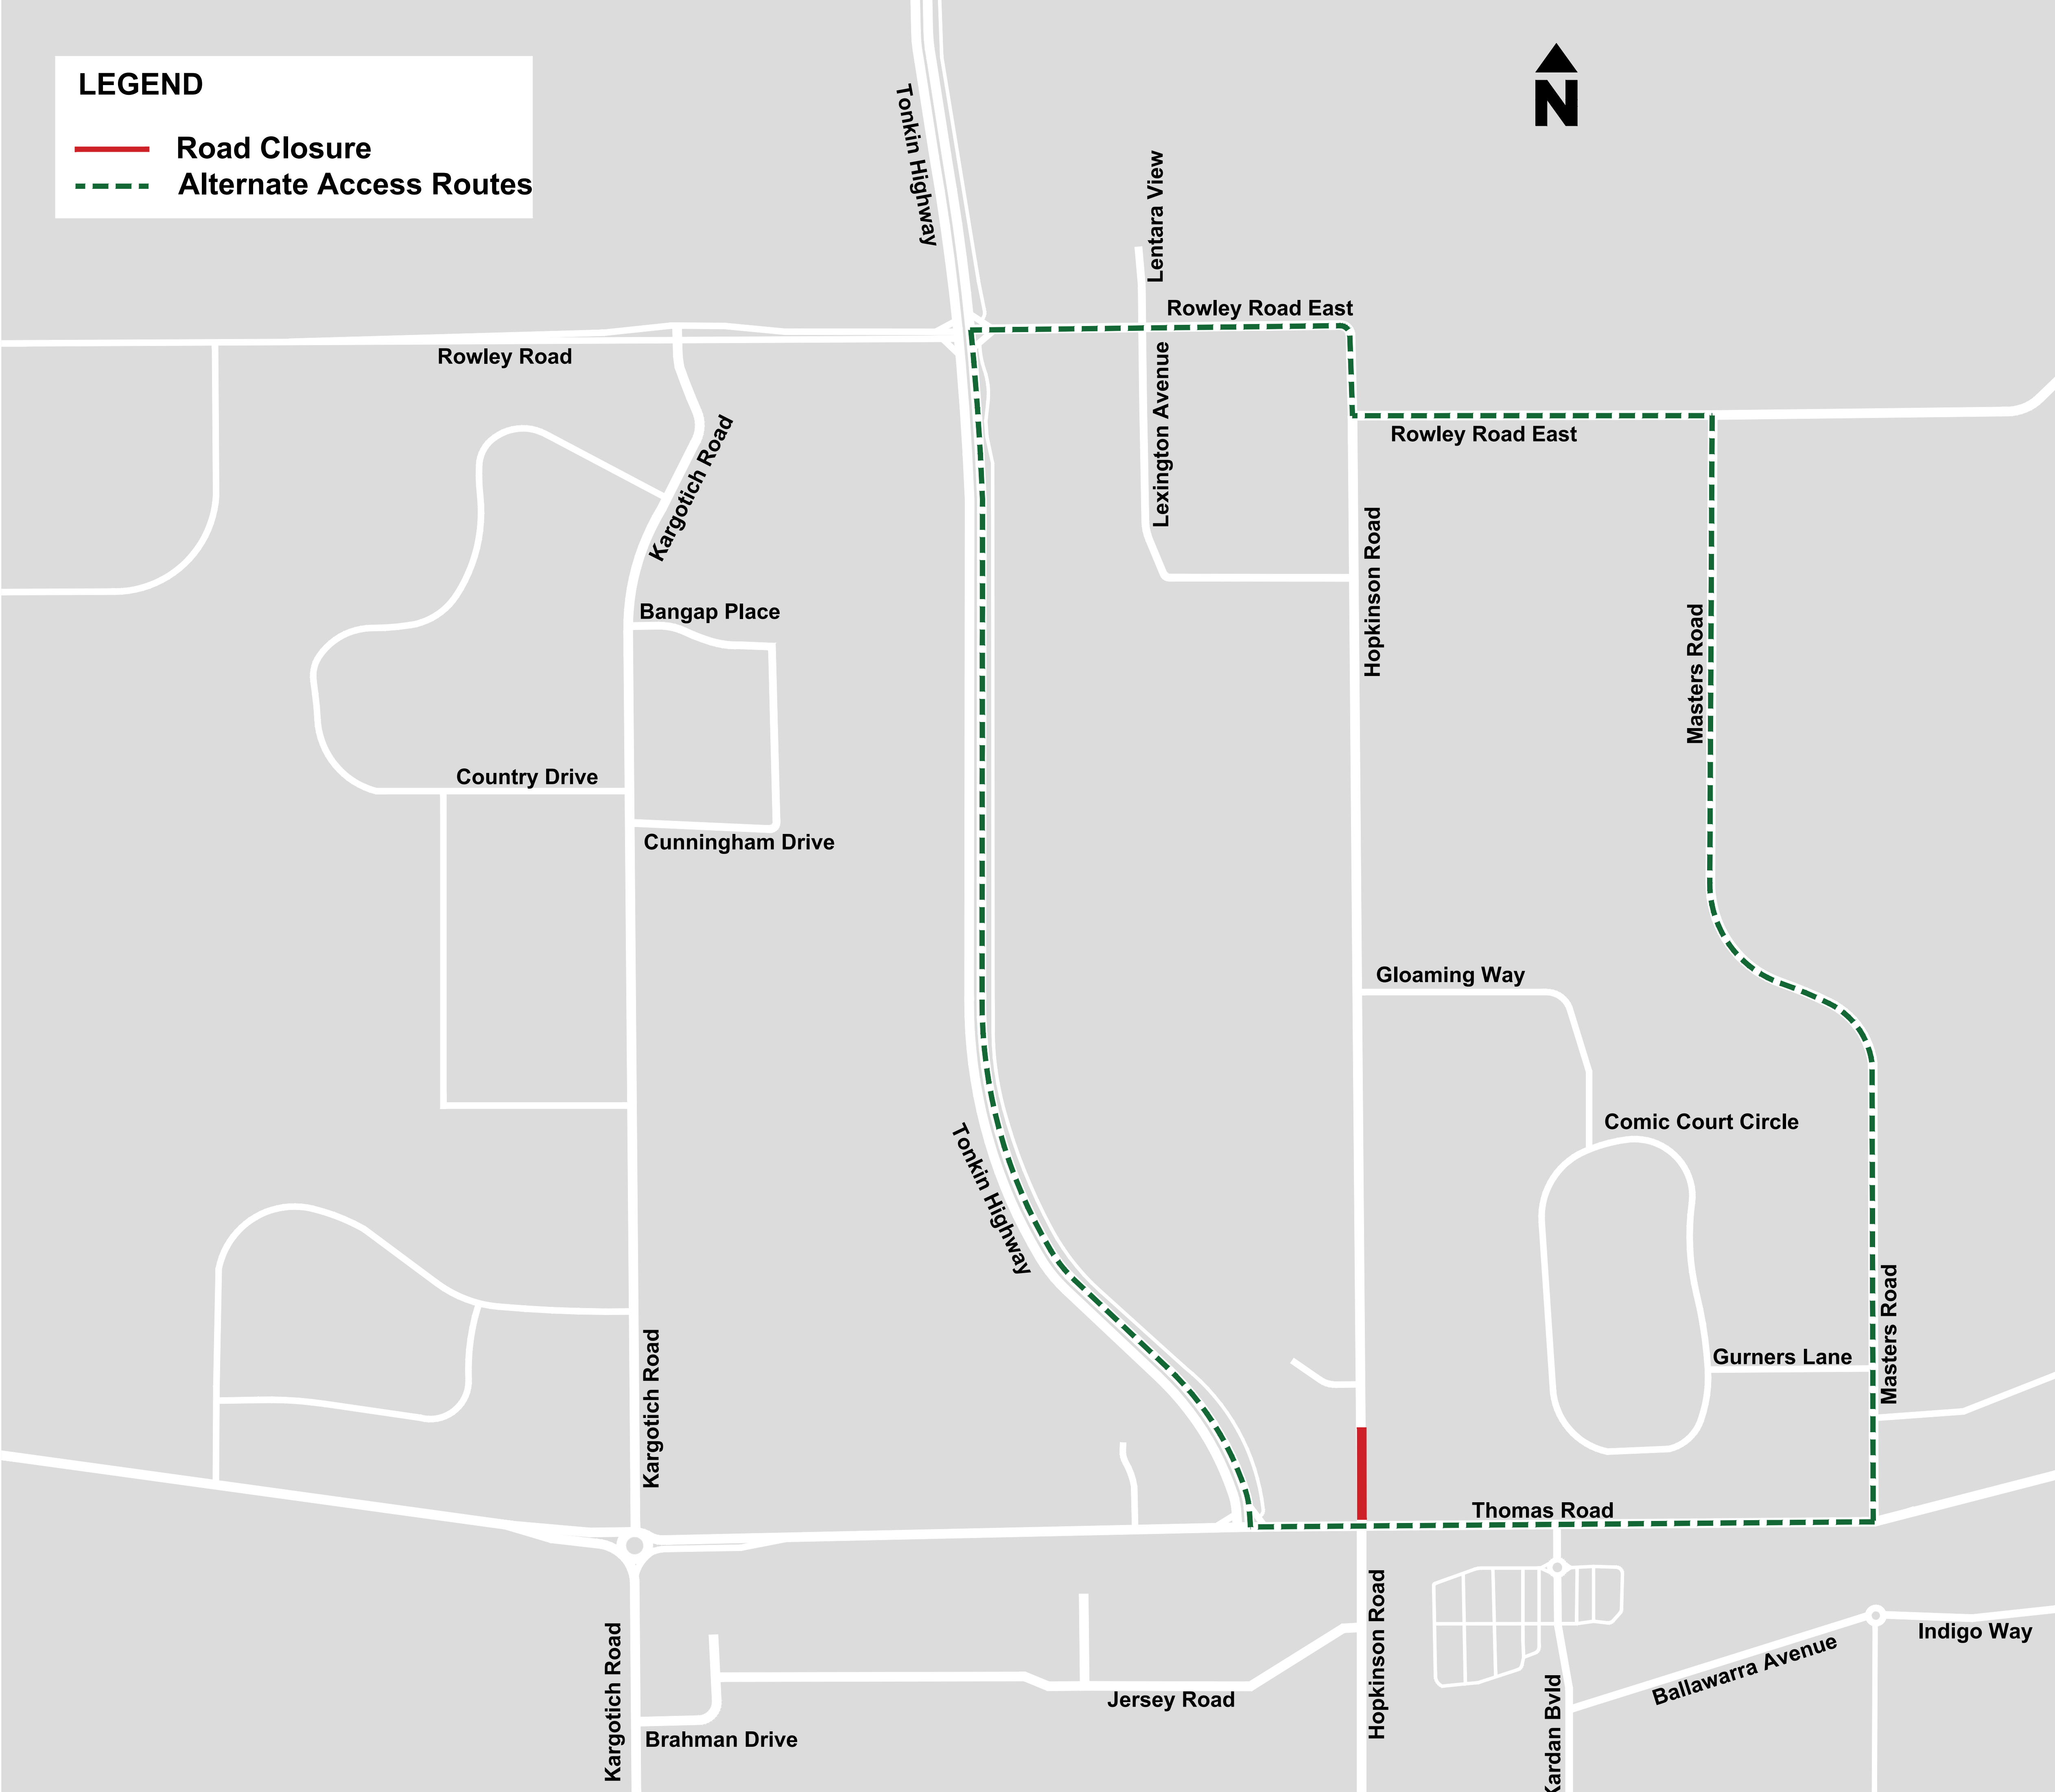 LEGEND
Road Closure
Alternate Access Routes
N
Tonkin Highway
Lentara View
Rowley Road East
Rowley Road
Lexington Avenue
Rowley Road East
Kargotich Road
Hopkinson Road
Bangap Place
Masters Road
Country Drive
Cunningham Drive
Gloaming Way
Comic Court Circle
Tonkin Highway
Masters Road
Gurners Lane
Kargotich Road
Thomas Road
Hopkinson Road
Kargotich Road
Indigo Way
Ballawarra Avenue
Jersey Road
Kardan Bvld
Brahman Drive